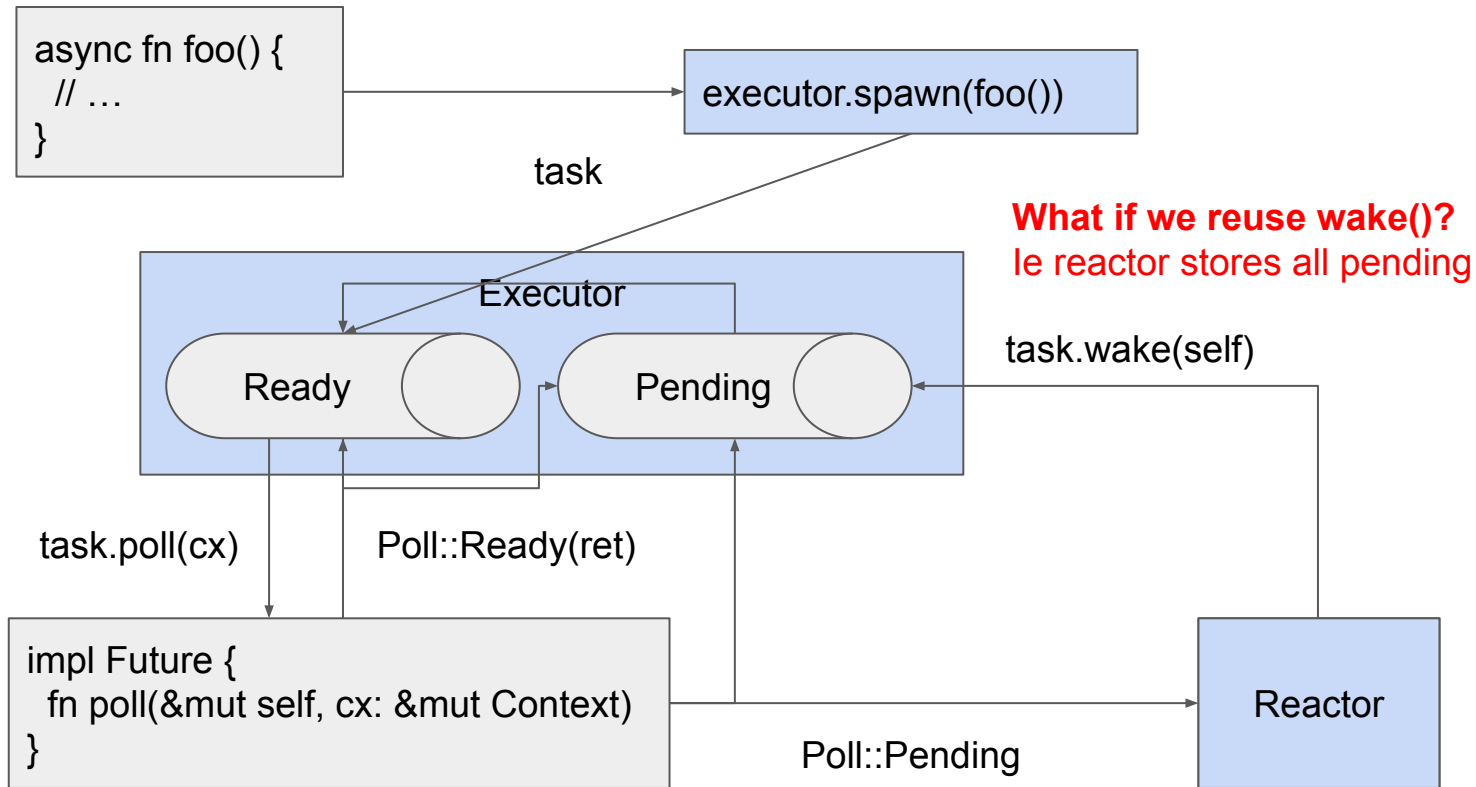 async fn foo() {
// …
}
executor.spawn(foo())
task
What if we reuse wake()?
Ie reactor stores all pending
Executor
task.wake(self)
Ready
Pending
task.poll(cx)
Poll::Ready(ret)
impl Future {
fn poll(&mut self, cx: &mut Context)
}
Reactor
Poll::Pending